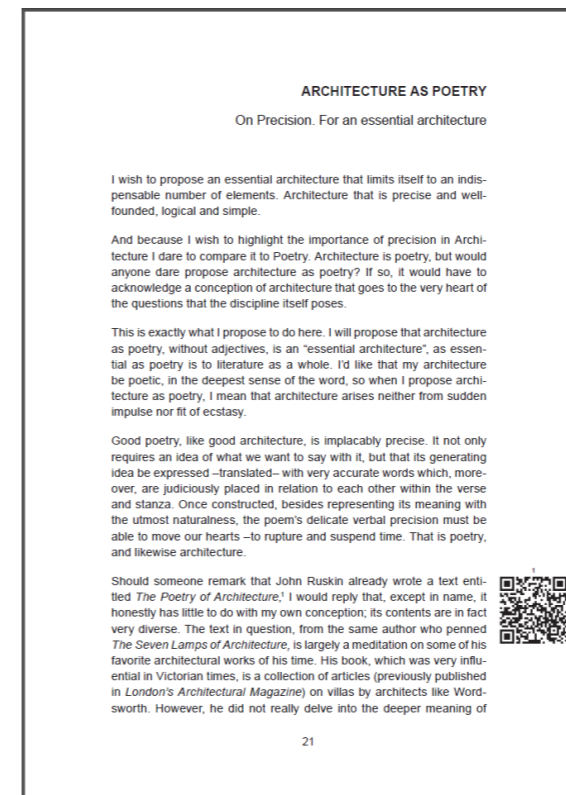 ARCHITECTURE AS POETRY
On Precision. For an essential architecture
I wish to propose an essential architecture that limits itself to an indis-
pensable number of elements. Architecture that is precise and well-
founded, logical and simple.
And because I wish to highlight the importance of precision in Archi-
tecture I dare to compare it to Poetry. Architecture is poetry, but would
anyone dare propose architecture as poetry? If so, it would have to
acknowledge a conception of architecture that goes to the very heart of
the questions that the discipline itself poses.
This is exactly what I propose to do here. I will propose that architecture
as poetry, without adjectives, is an “essential architecture”, as essen-
tial as poetry is to literature as a whole. I’d like that my architecture
be poetic, in the deepest sense of the word, so when I propose archi-
tecture as poetry, I mean that architecture arises neither from sudden
impulse nor fit of ecstasy.
Good poetry, like good architecture, is implacably precise. It not only
requires an idea of what we want to say with it, but that its generating
idea be expressed –translated– with very accurate words which, more-
over, are judiciously placed in relation to each other within the verse
and stanza. Once constructed, besides representing its meaning with
the utmost naturalness, the poem’s delicate verbal precision must be
able to move our hearts –to rupture and suspend time. That is poetry,
and likewise architecture.
Should someone remark that John Ruskin already wrote a text enti-
tled The Poetry of Architecture,¹ I would reply that, except in name, it
honestly has little to do with my own conception; its contents are in fact
very diverse. The text in question, from the same author who penned
The Seven Lamps of Architecture, is largely a meditation on some of his
favorite architectural works of his time. His book, which was very influ-
ential in Victorian times, is a collection of articles (previously published
in London’s Architectural Magazine) on villas by architects like Word-
sworth. However, he did not really delve into the deeper meaning of
1
21